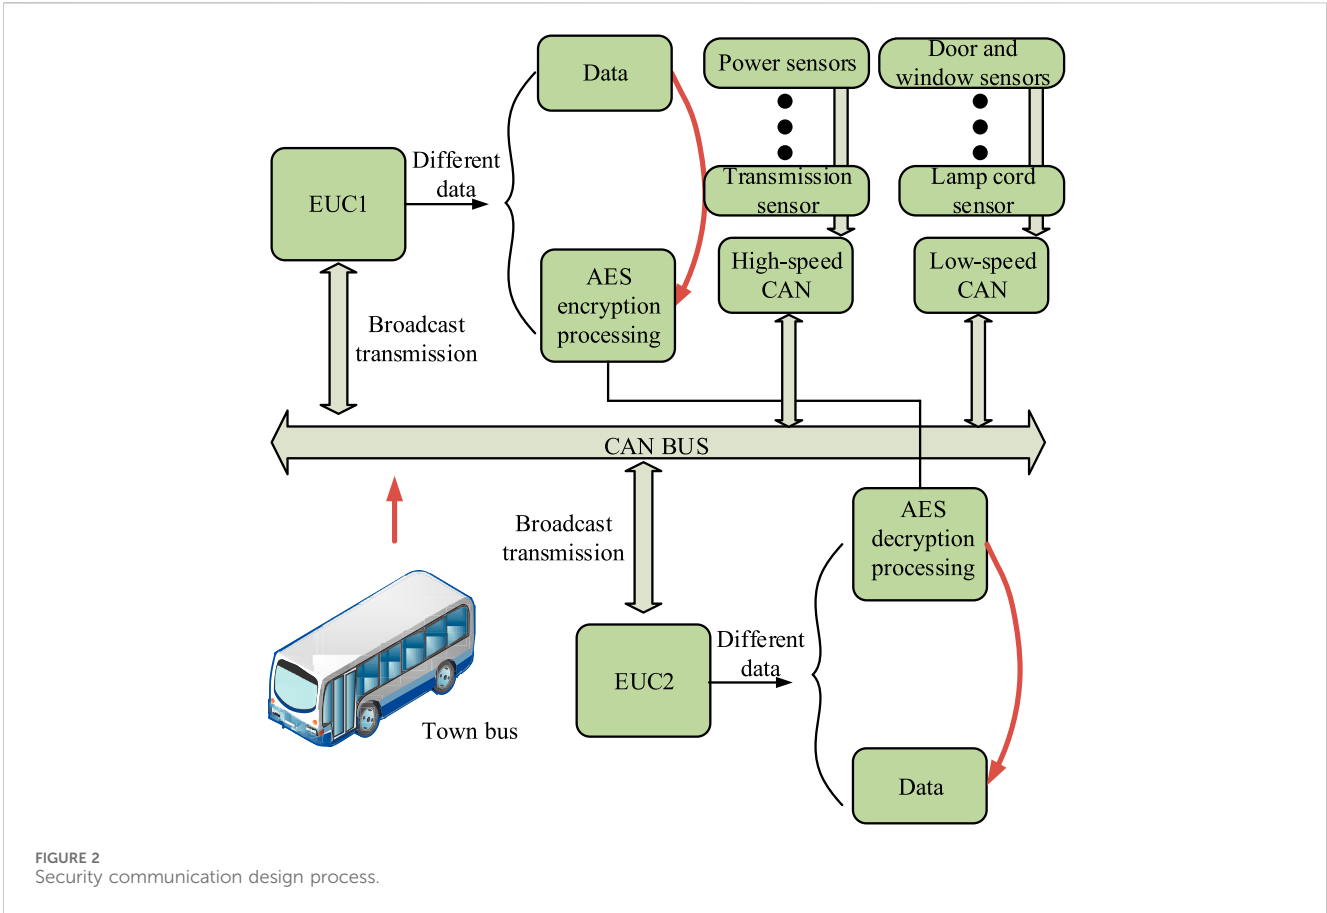 Data
Power sensors
Door and
window sensors
EUC1
Different
data
Transmission
sensor
Lamp cord
sensor
AES
encryption
processing
High-speed
CAN
Low-speed
CAN
Broadcast
transmission
CAN BUS
Broadcast
transmission
AES
decryption
processing
EUC2
Different
data
Town bus
Data
FIGURE 2
Security communication design process.